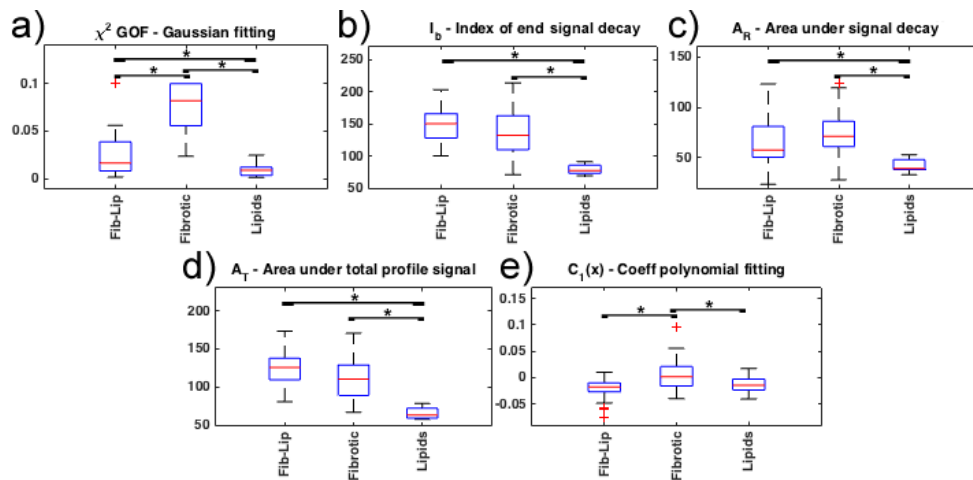 a)
χ² GOF - Gaussian fitting
*
*
*
0.1
0.05
0
Fib-Lip
Fibrotic
Lipids
b)
I_b - Index of end signal decay
*
*
200
150
100
50
Fib-Lip
Fibrotic
Lipids
c)
A_R - Area under signal decay
*
*
100
50
Fib-Lip
Fibrotic
Lipids
d)
A_T - Area under total profile signal
*
*
200
150
100
50
Fib-Lip
Fibrotic
Lipids
e)
C_1(x) - Coeff polynomial fitting
*
*
0.15
0.1
0.05
0
-0.05
Fib-Lip
Fibrotic
Lipids